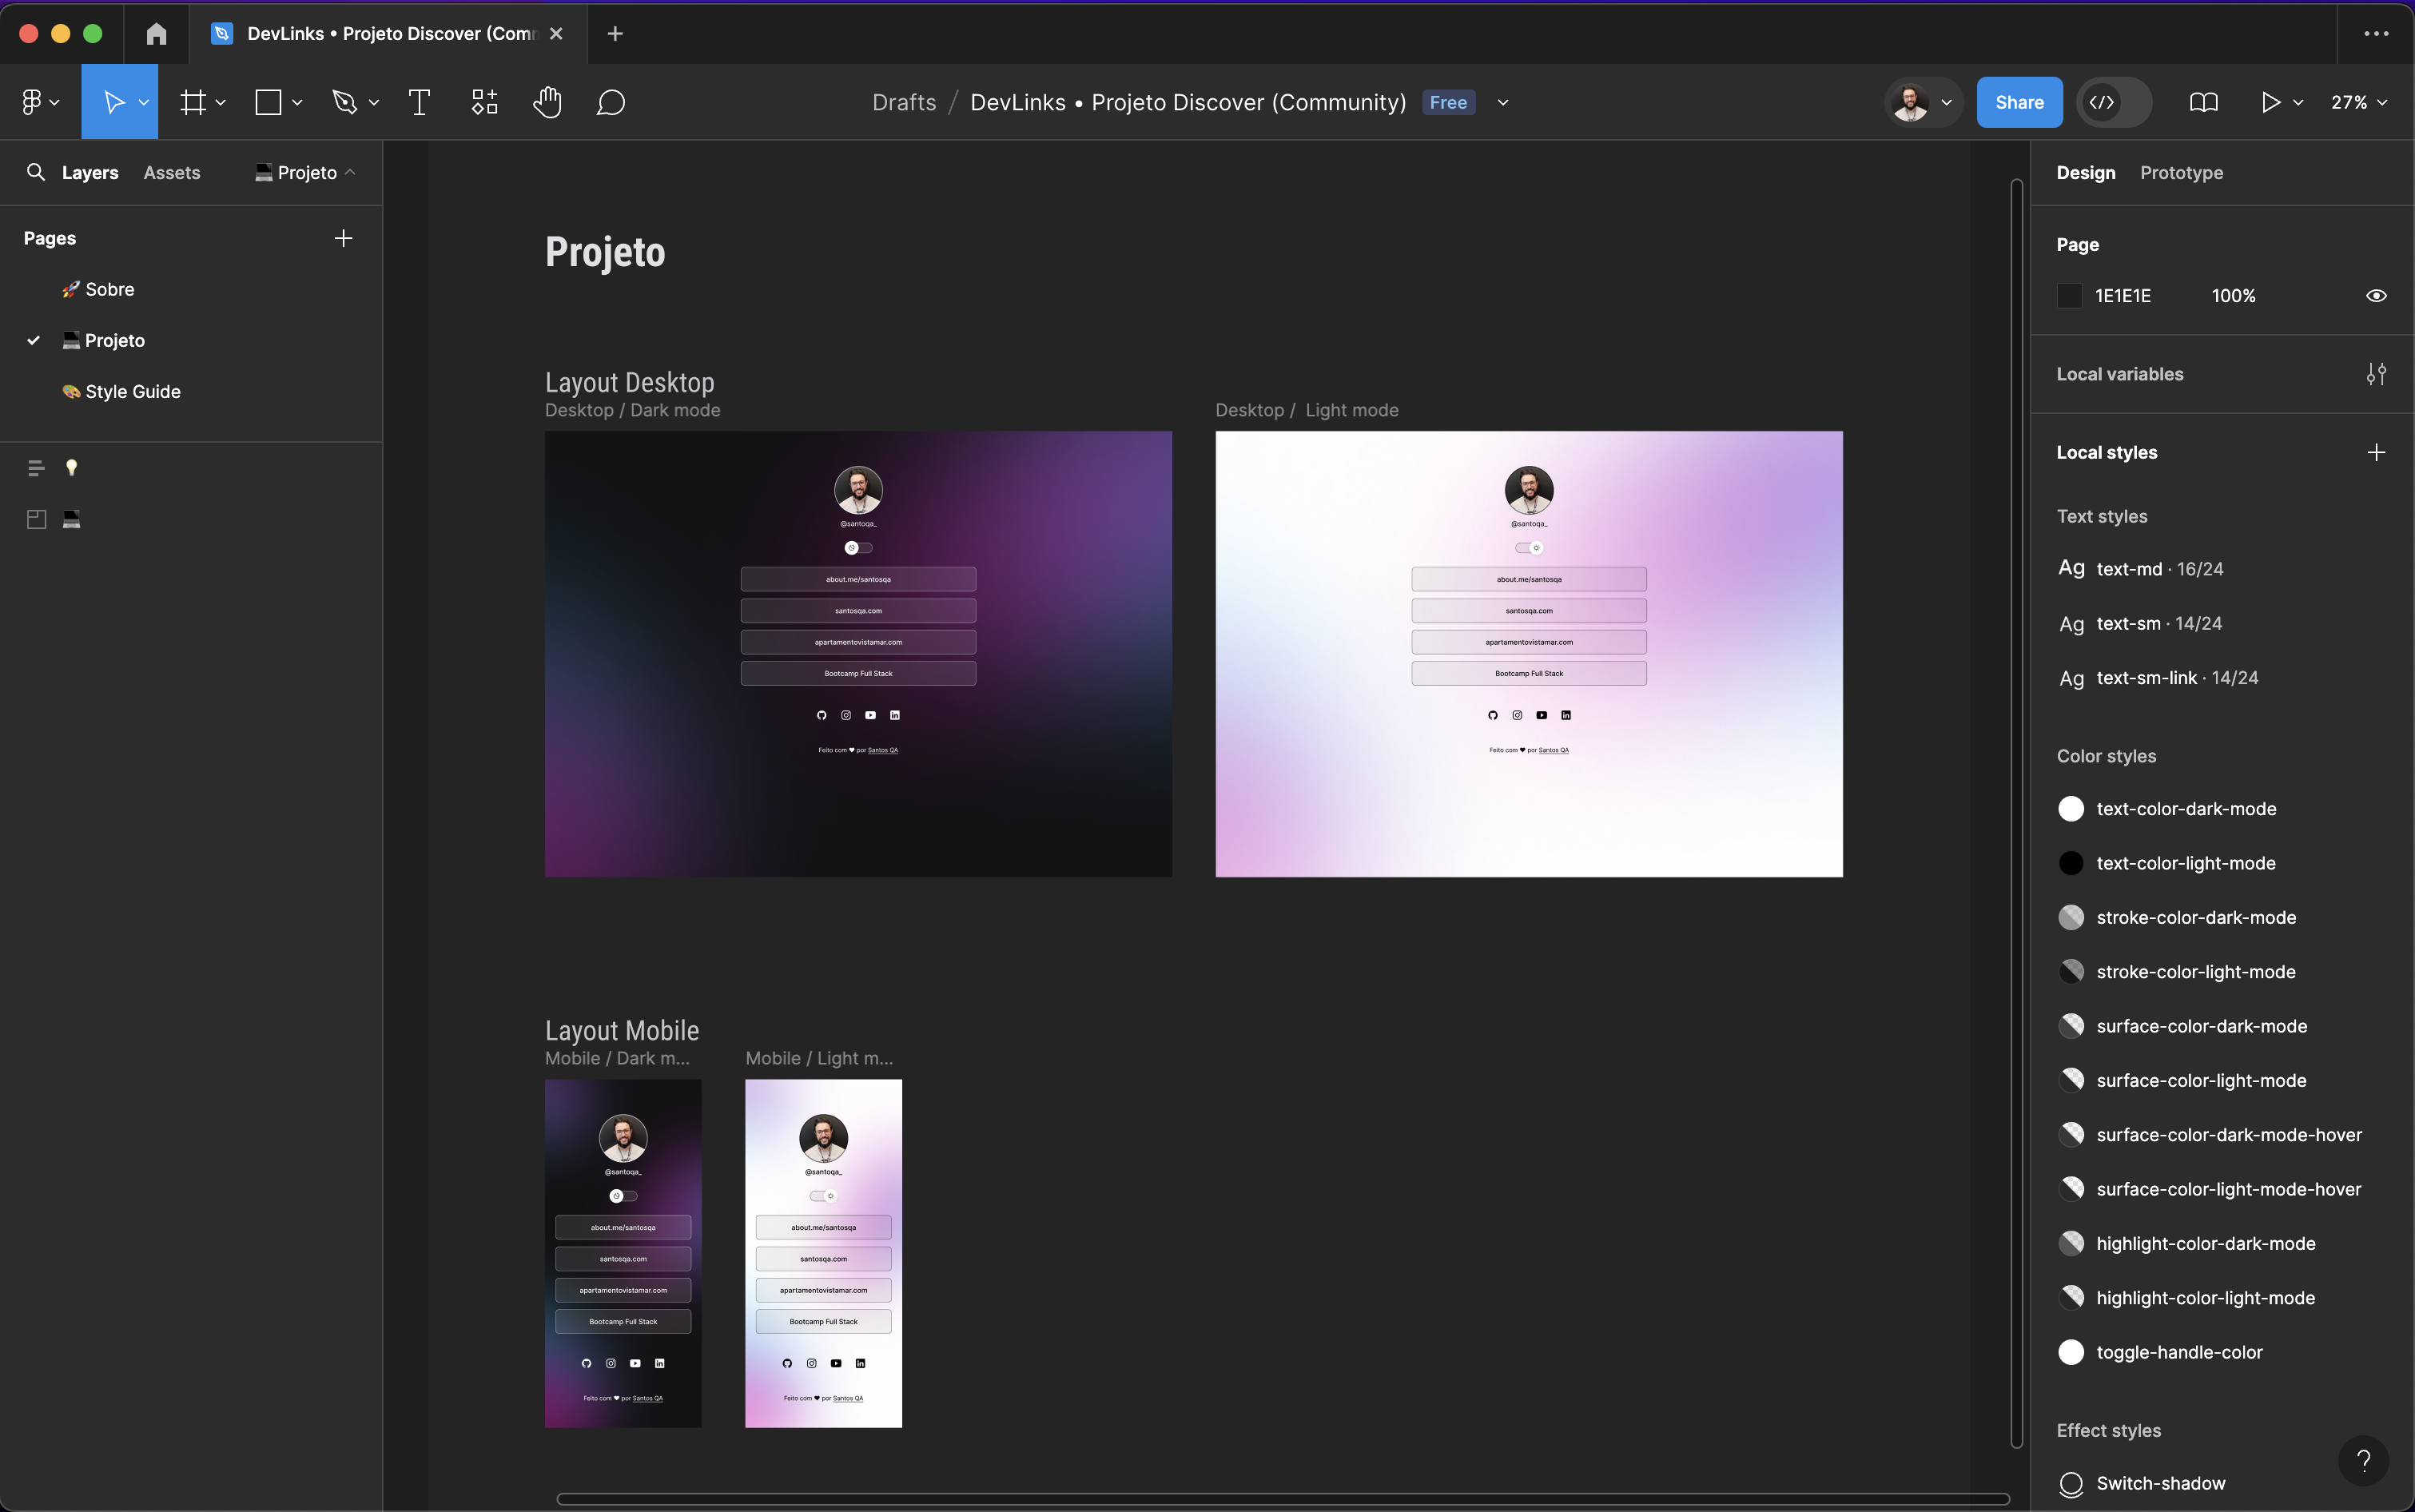 DevLinks • Projeto Discover (Com
Drafts / DevLinks • Projeto Discover (Community) Free
Share
27%
Layers Assets Projeto
Pages
Sobre
Projeto
Style Guide
Projeto
Layout Desktop
Desktop / Dark mode
@santoqa_
about.me/santosqa
santosqa.com
apartamentovistamar.com
Bootcamp Full Stack
Feito com ♥ por Santos QA
Desktop / Light mode
@santoqa_
about.me/santosqa
santosqa.com
apartamentovistamar.com
Bootcamp Full Stack
Feito com ♥ por Santos QA
Layout Mobile
Mobile / Dark m...
@santoqa_
about.me/santosqa
santosqa.com
apartamentovistamar.com
Bootcamp Full Stack
Feito com ♥ por Santos QA
Mobile / Light m...
@santoqa_
about.me/santosqa
santosqa.com
apartamentovistamar.com
Bootcamp Full Stack
Feito com ♥ por Santos QA
Design Prototype
Page
1E1E1E 100%
Local variables
Local styles
Text styles
Ag text-md · 16/24
Ag text-sm · 14/24
Ag text-sm-link · 14/24
Color styles
text-color-dark-mode
text-color-light-mode
stroke-color-dark-mode
stroke-color-light-mode
surface-color-dark-mode
surface-color-light-mode
surface-color-dark-mode-hover
surface-color-light-mode-hover
highlight-color-dark-mode
highlight-color-light-mode
toggle-handle-color
Effect styles
Switch-shadow
?